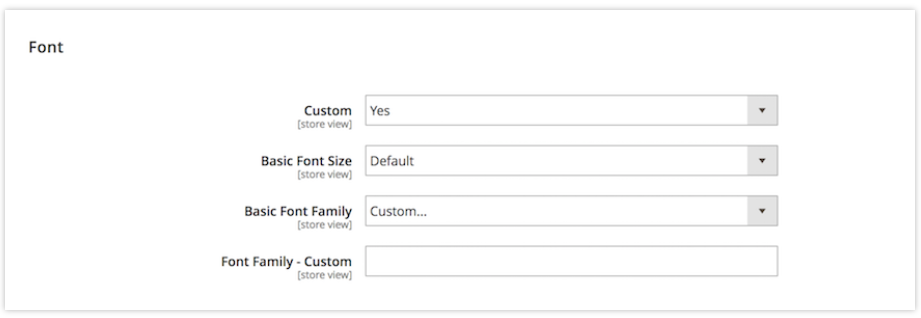 Font
Custom
Yes
[store view]
Basic Font Size
Default
[store view]
Basic Font Family
Custom...
[store view]
Font Family - Custom
[store view]